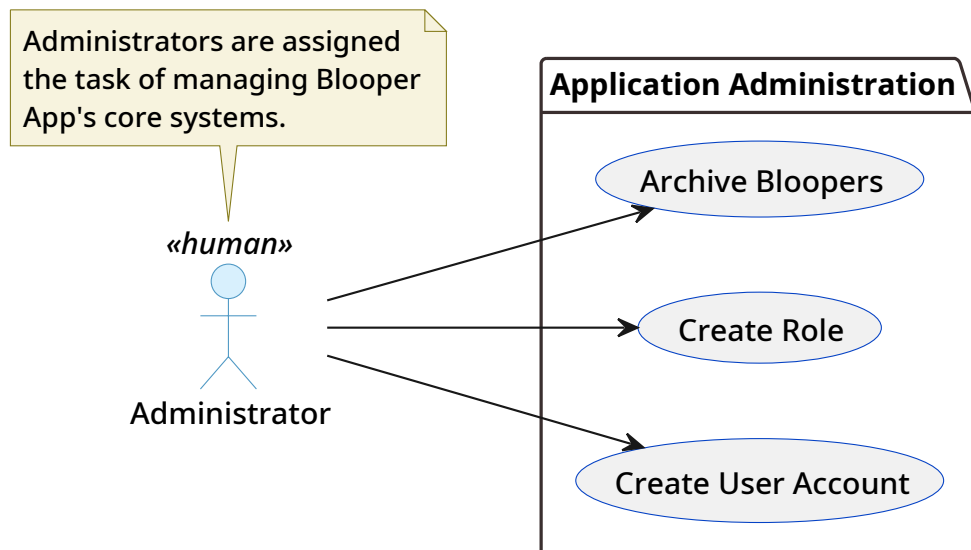 Administrators are assigned
the task of managing Blooper
App's core systems.
Application Administration
Archive Bloopers
«human»
Create Role
Administrator
Create User Account